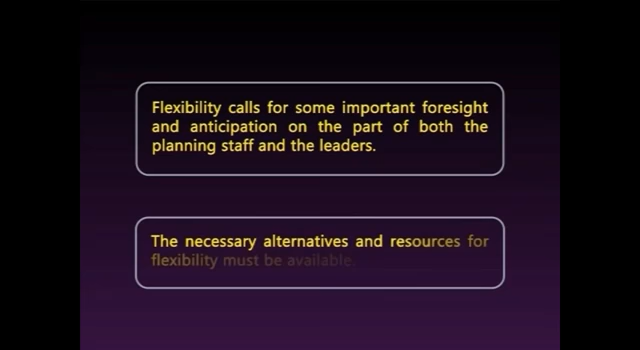 Flexibility calls for some important foresight
and anticipation on the part of both the
planning staff and the leaders.
The necessary alternatives and resources for
flexibility must be available.